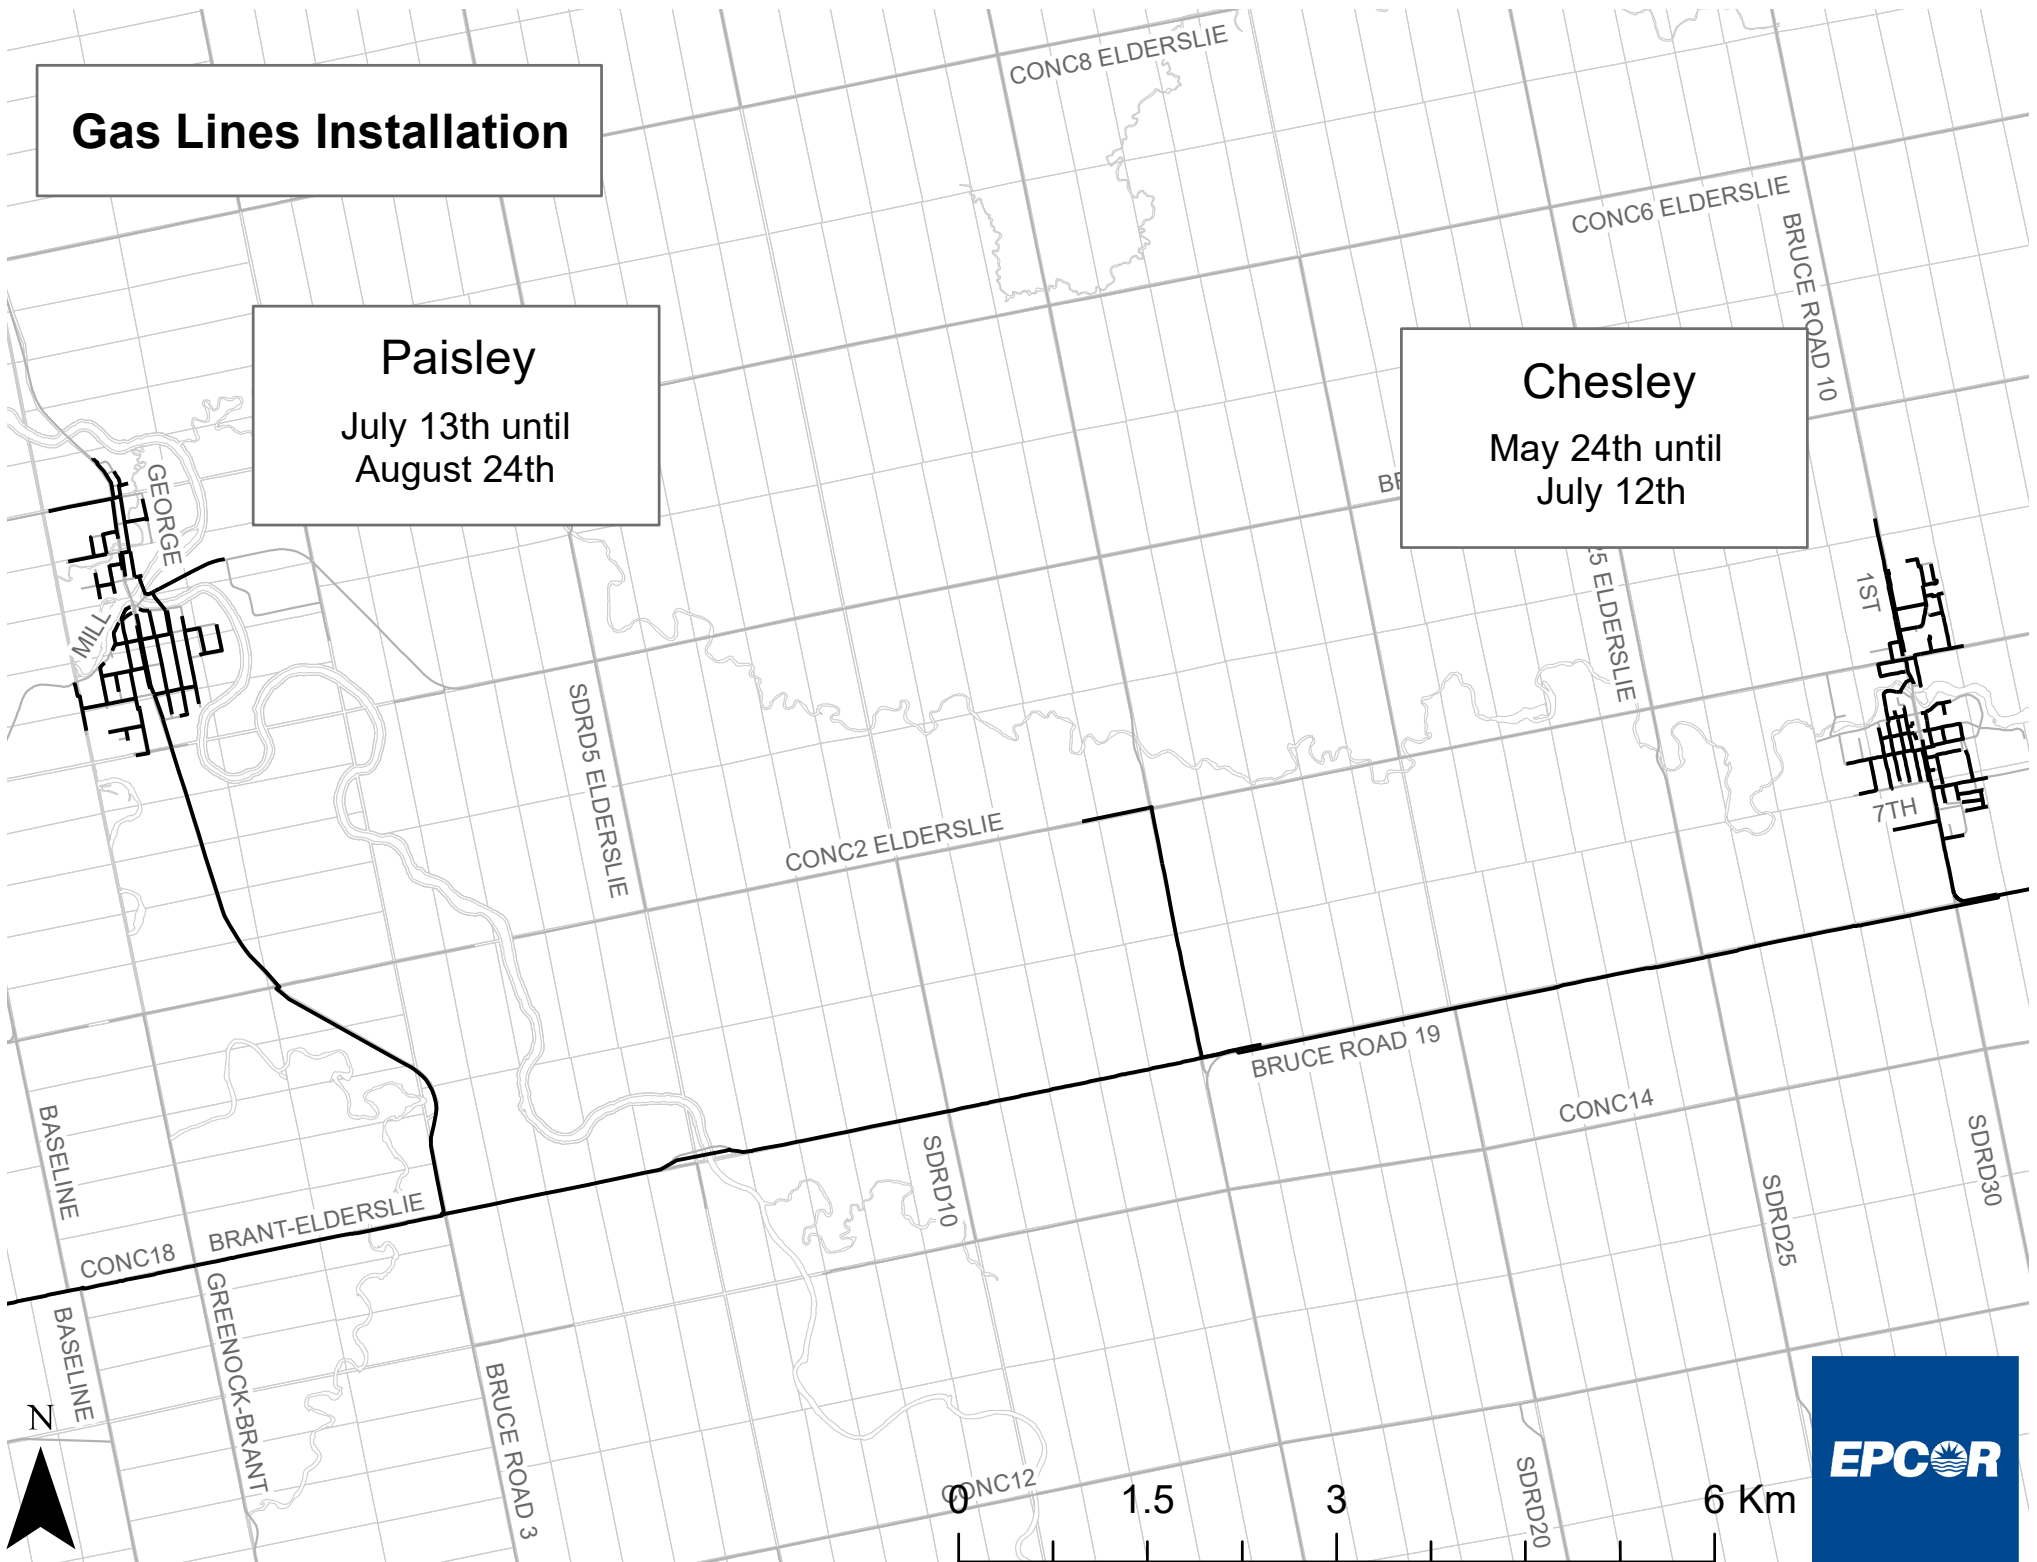 CONC8 ELDERSLIE
Gas Lines Installation
CONC6 ELDERSLIE
BRUCE ROAD 10
Paisley
July 13th until
August 24th
Chesley
May 24th until
July 12th
GEORGE
MILL
25 ELDERSLIE
1ST
7TH
SDRD5 ELDERSLIE
CONC2 ELDERSLIE
BRUCE ROAD 19
CONC14
BASELINE
SDRD10
SDRD25
SDRD30
CONC18
BRANT-ELDERSLIE
BASELINE
GREENOCK-BRANT
BRUCE ROAD 3
N
CONC12
SDRD20
0 1.5 3 6 Km
EPCOR